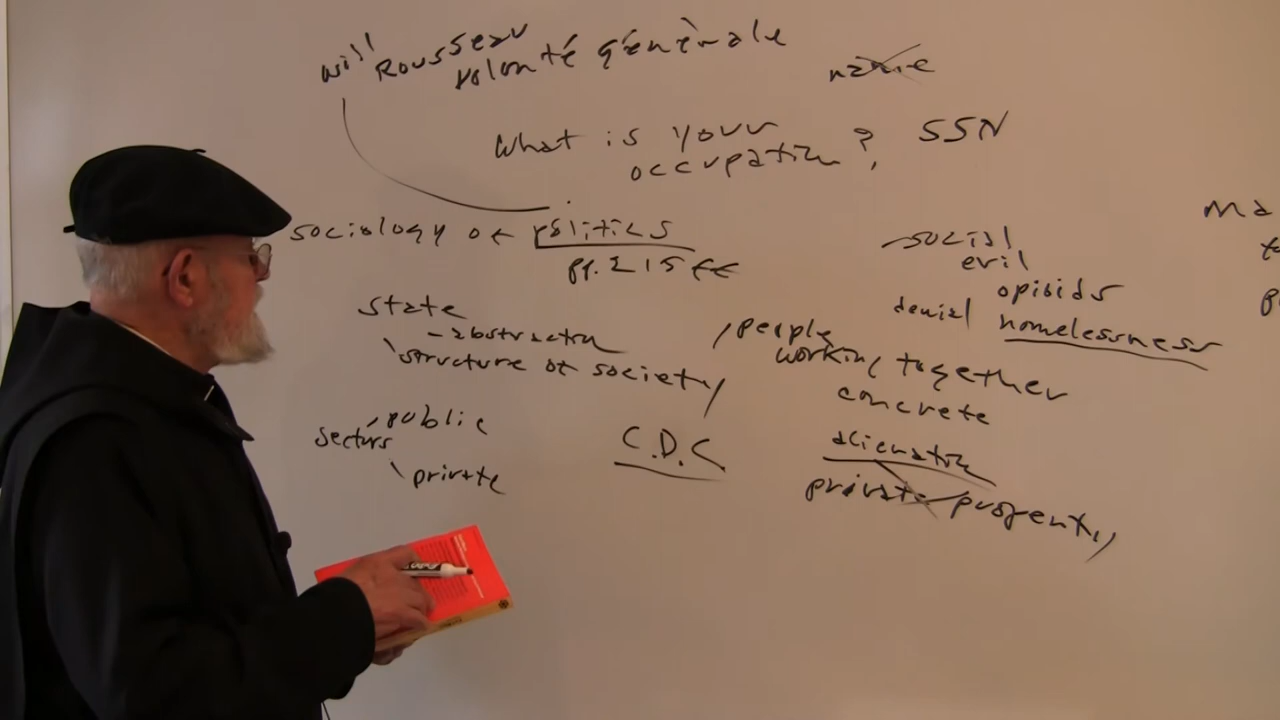 will Rousseau
volonté générale
name
What is your
occupation?,
SSN
sociology of politics
pp. 215 ff
state
- abstraction
structure of society
sectors
public
private
C.D.C
Ma
social
evil
opioids
denial homelessness
people
working together
concrete
alienation
private property